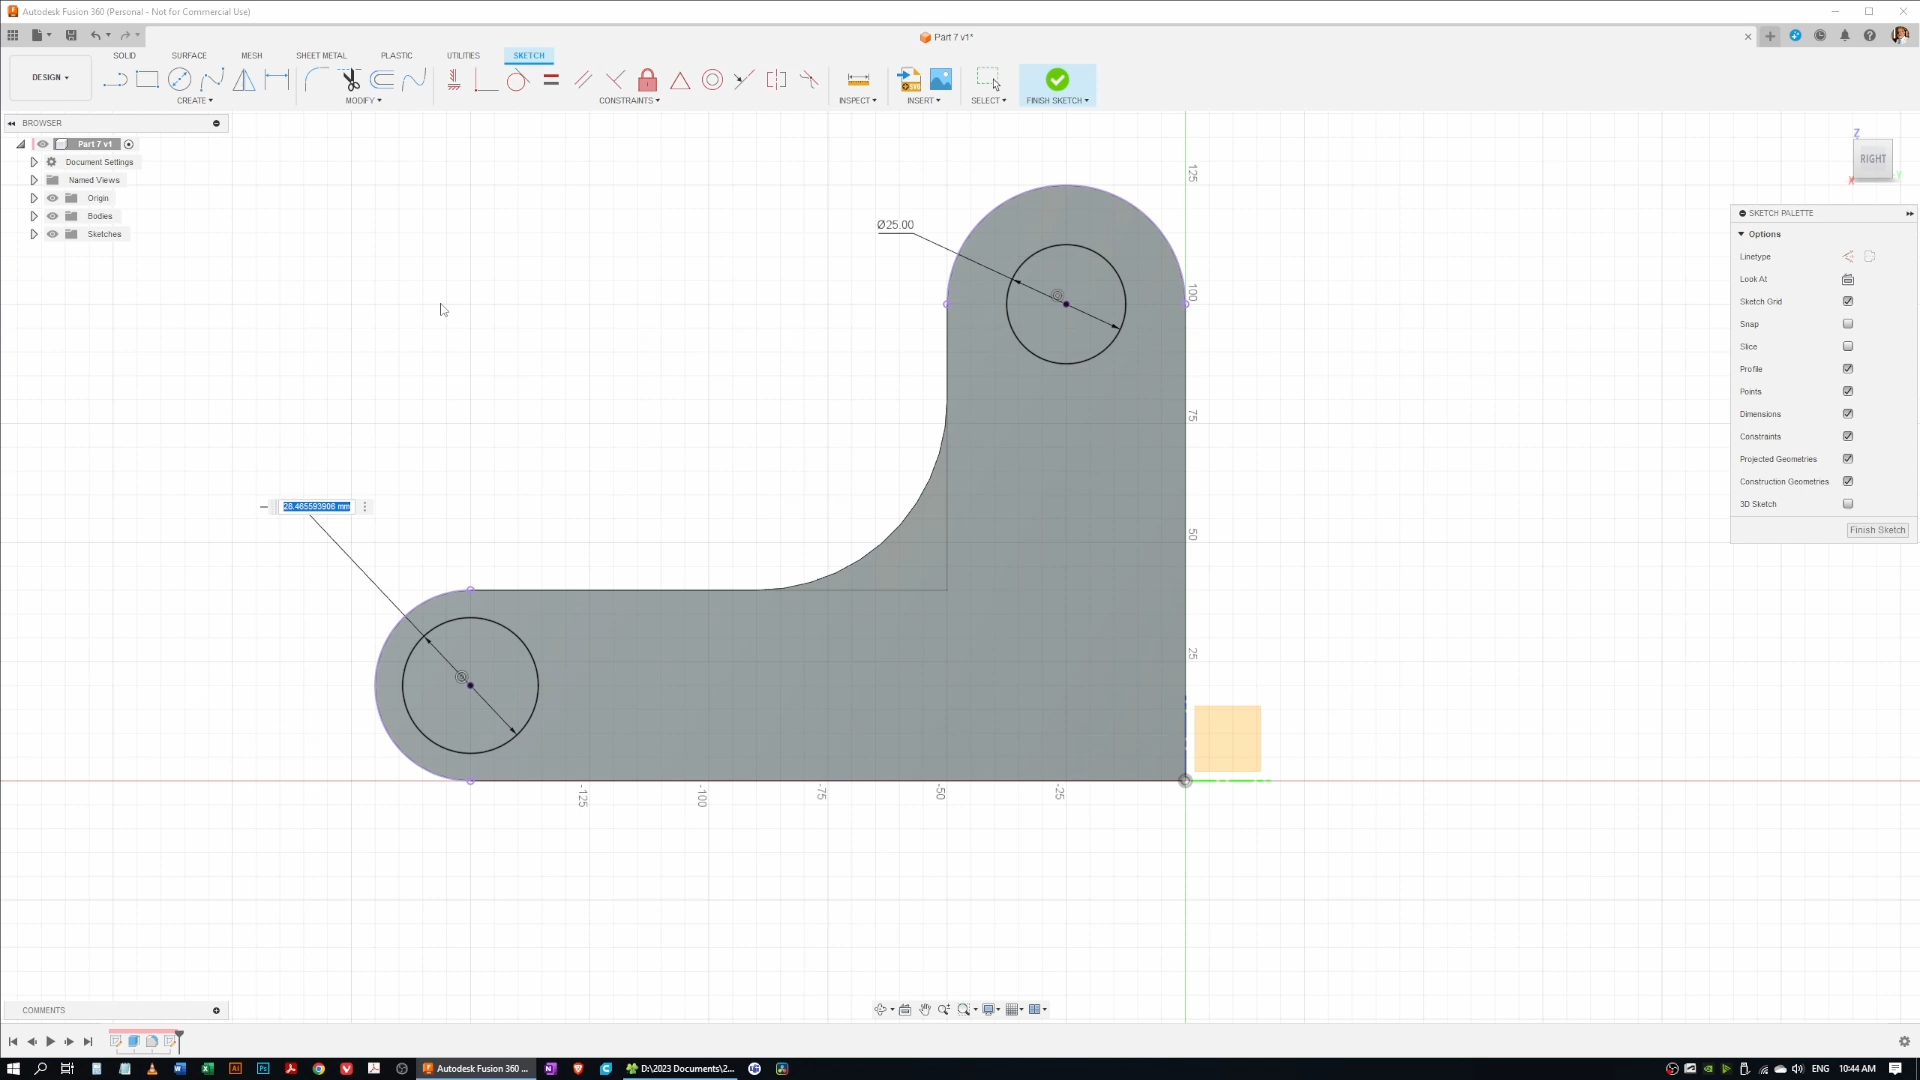 Autodesk Fusion 360 (Personal - Not for Commercial Use)
Part 7 v1*
DESIGN
SOLID
SURFACE
MESH
SHEET METAL
PLASTIC
UTILITIES
SKETCH
CREATE
MODIFY
CONSTRAINTS
INSPECT
INSERT
SELECT
FINISH SKETCH
BROWSER
Part 7 v1
Document Settings
Named Views
Origin
Bodies
Sketches
Z
RIGHT
X
Y
SKETCH PALETTE
Options
Linetype
Look At
Sketch Grid
Snap
Slice
Profile
Points
Dimensions
Constraints
Projected Geometries
Construction Geometries
3D Sketch
Finish Sketch
Ø25.00
28.465593906 mm
125
100
75
50
25
-125
-100
-75
-50
-25
COMMENTS
Autodesk Fusion 360 ...
D:\2023 Documents\2...
ENG
10:44 AM